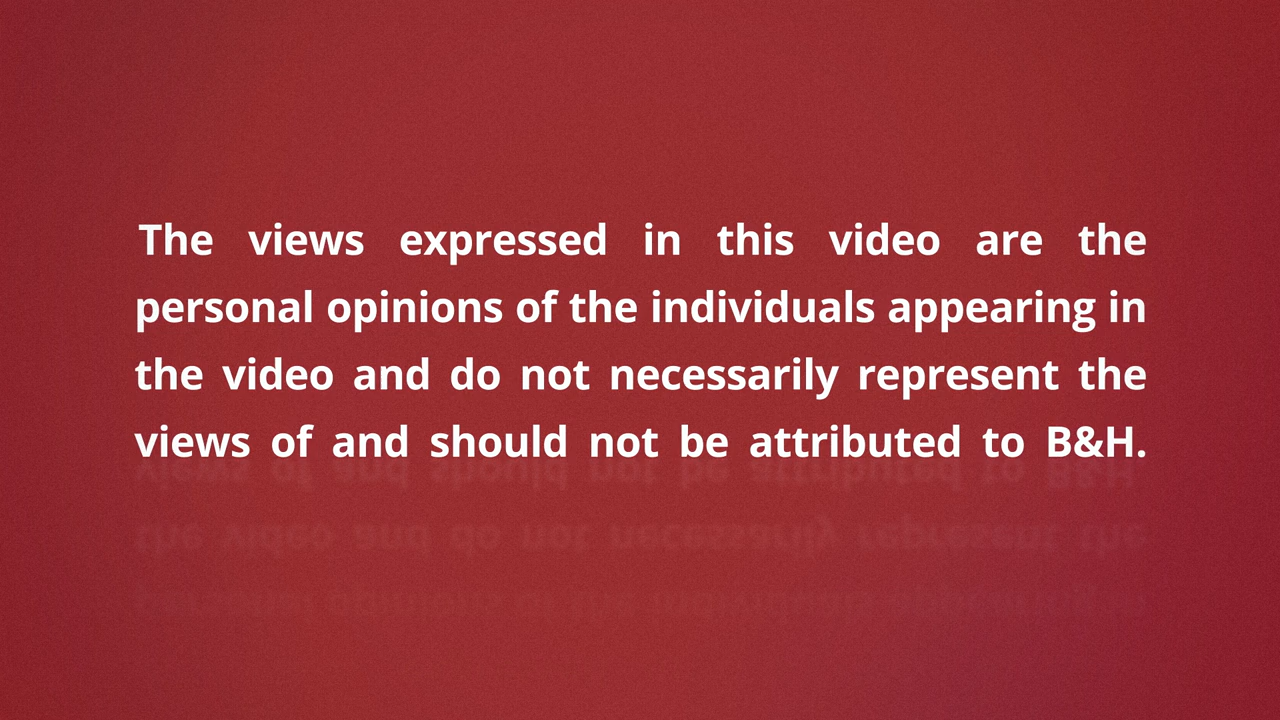 The views expressed in this video are the
personal opinions of the individuals appearing in
the video and do not necessarily represent the
views of and should not be attributed to B&H.